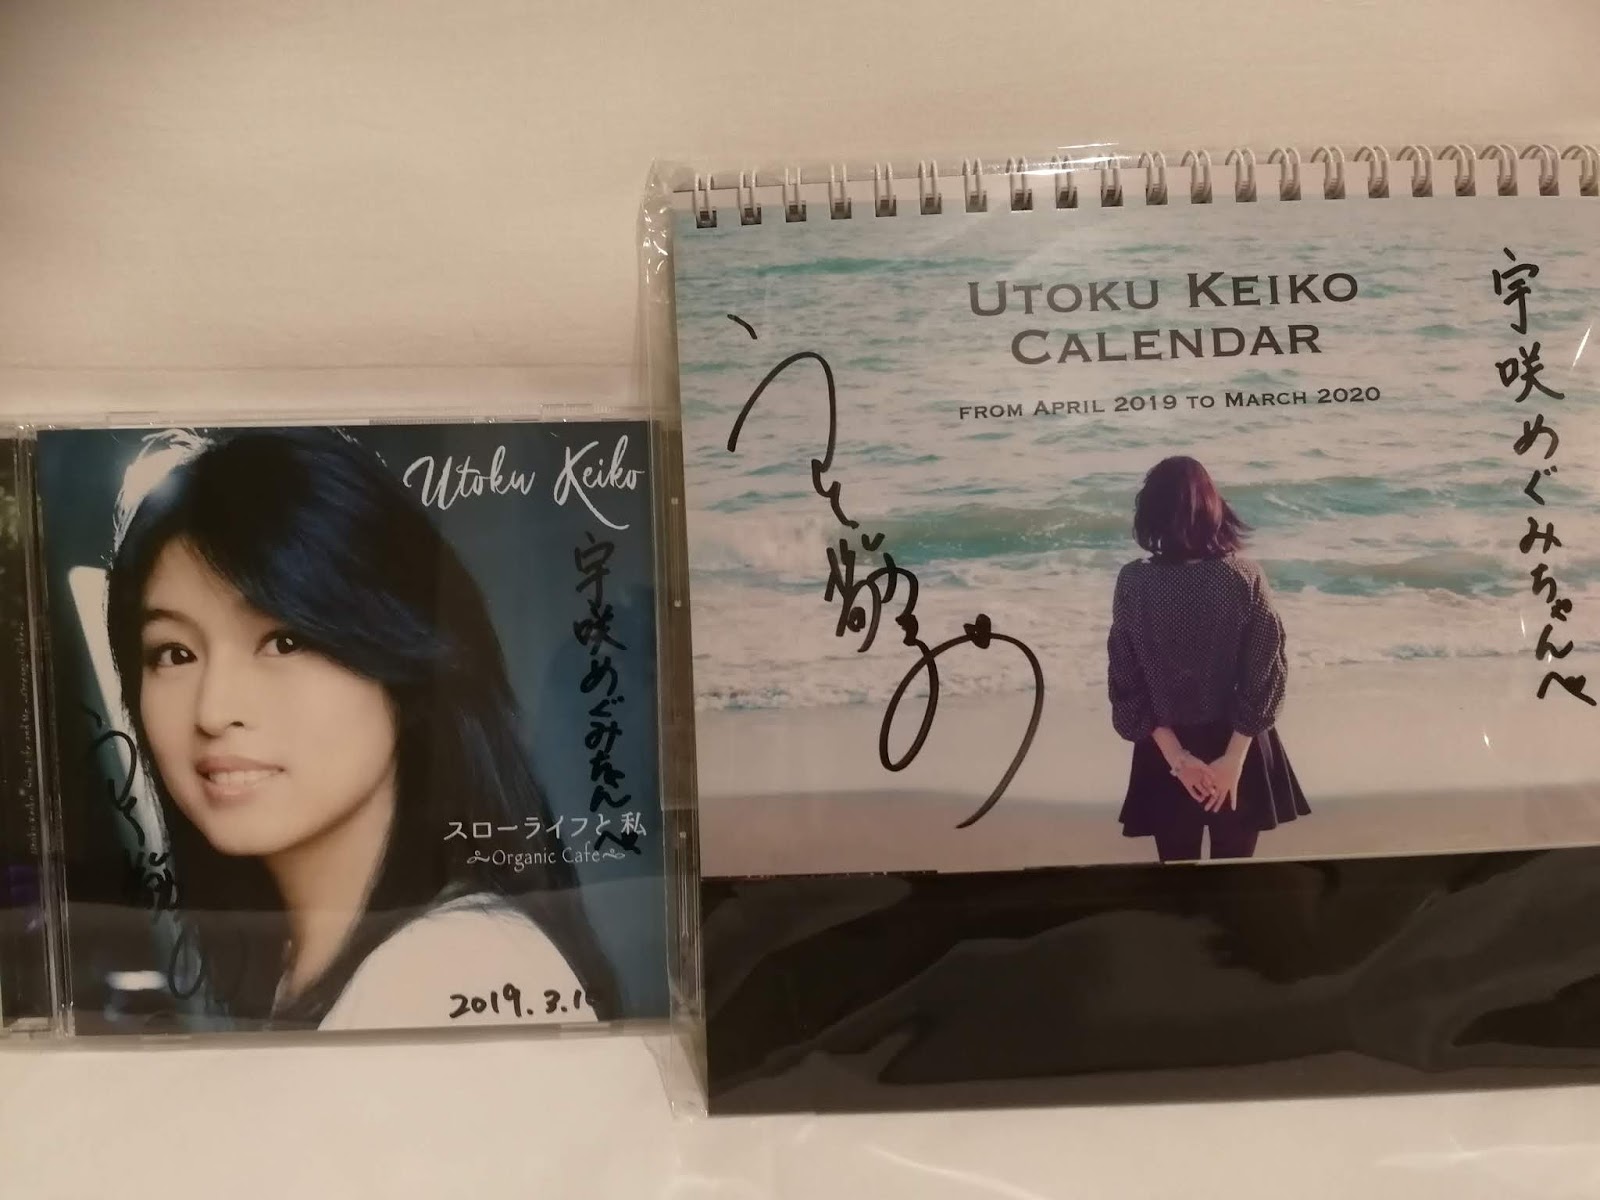 Utoku Keiko
宇咲めぐみちゃんへ
スローライフと私
～Organic Cafe～
2019.3.1
UTOKU KEIKO
CALENDAR
FROM APRIL 2019 TO MARCH 2020
宇咲めぐみちゃんへ